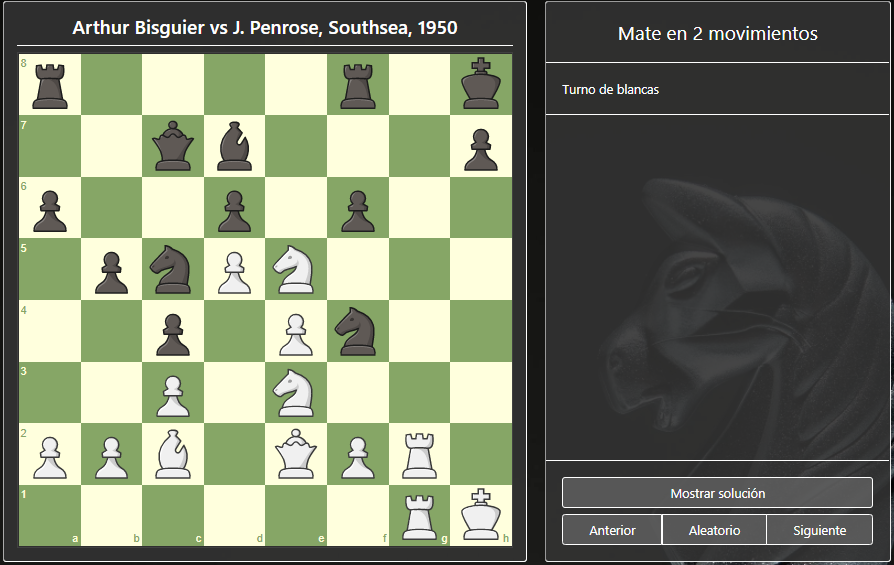 Arthur Bisguier vs J. Penrose, Southsea, 1950
8
7
6
5
4
3
2
1
a b c d e f g h
Mate en 2 movimientos
Turno de blancas
Mostrar solución
Anterior Aleatorio Siguiente